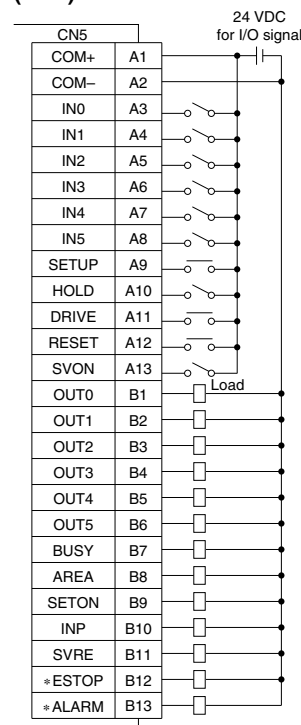 24 VDC
for I/O signal
CN5
COM+ A1
COM– A2
IN0 A3
IN1 A4
IN2 A5
IN3 A6
IN4 A7
IN5 A8
SETUP A9
HOLD A10
DRIVE A11
RESET A12
SVON A13
Load
OUT0 B1
OUT1 B2
OUT2 B3
OUT3 B4
OUT4 B5
OUT5 B6
BUSY B7
AREA B8
SETON B9
INP B10
SVRE B11
∗ESTOP B12
∗ALARM B13